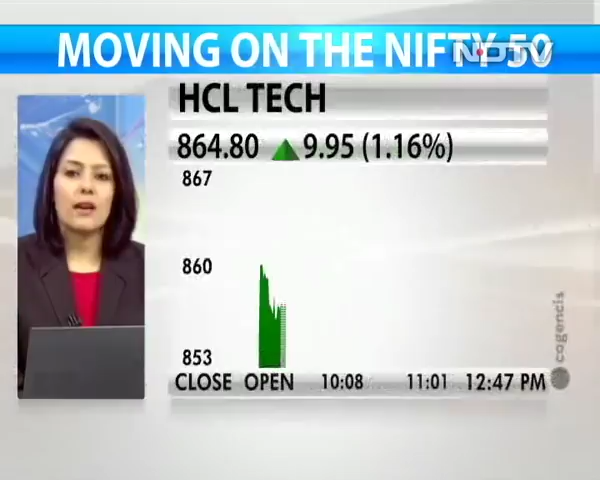 MOVING ON THE NIFTY 50
NDTV
HCL TECH
864.80 9.95 (1.16%)
867
860
853
CLOSE OPEN 10:08 11:01 12:47 PM
cogencis